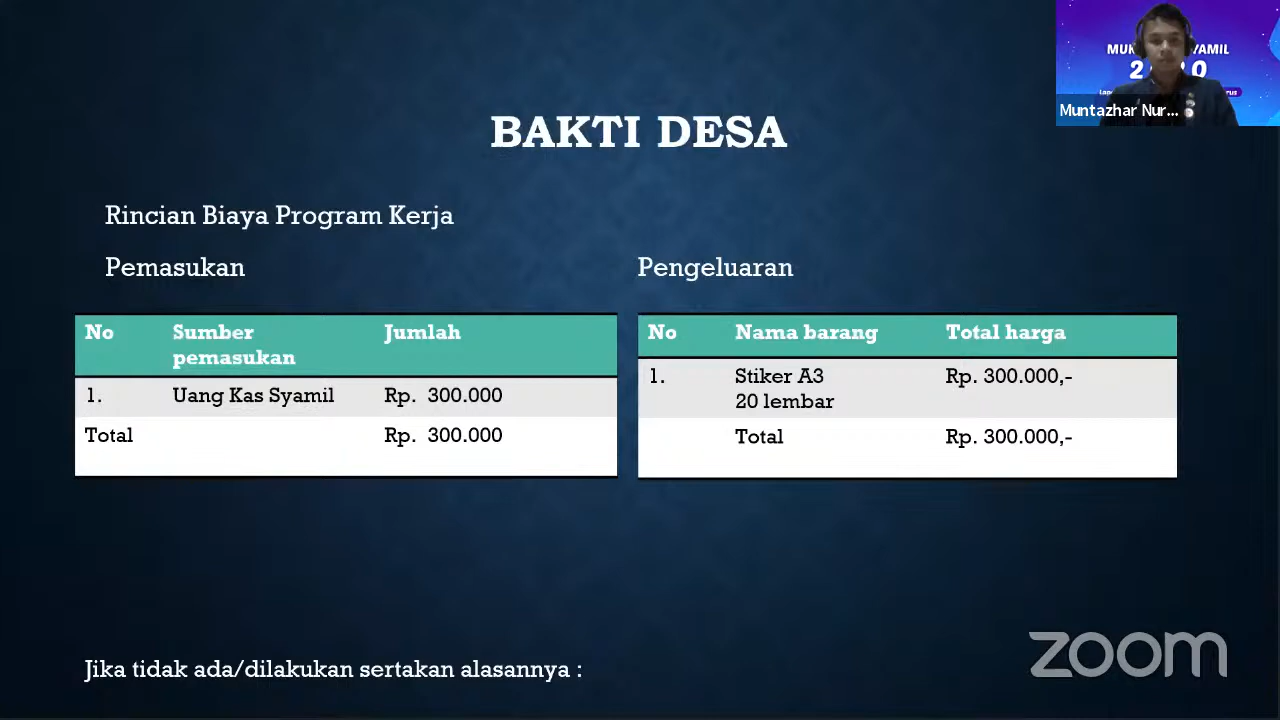 BAKTI DESA
Muntazhar Nur...
Rincian Biaya Program Kerja
Pemasukan
Pengeluaran
No Sumber pemasukan Jumlah
1. Uang Kas Syamil Rp. 300.000
Total Rp. 300.000
No Nama barang Total harga
1. Stiker A3 20 lembar Rp. 300.000,-
Total Rp. 300.000,-
Jika tidak ada/dilakukan sertakan alasannya :
zoom